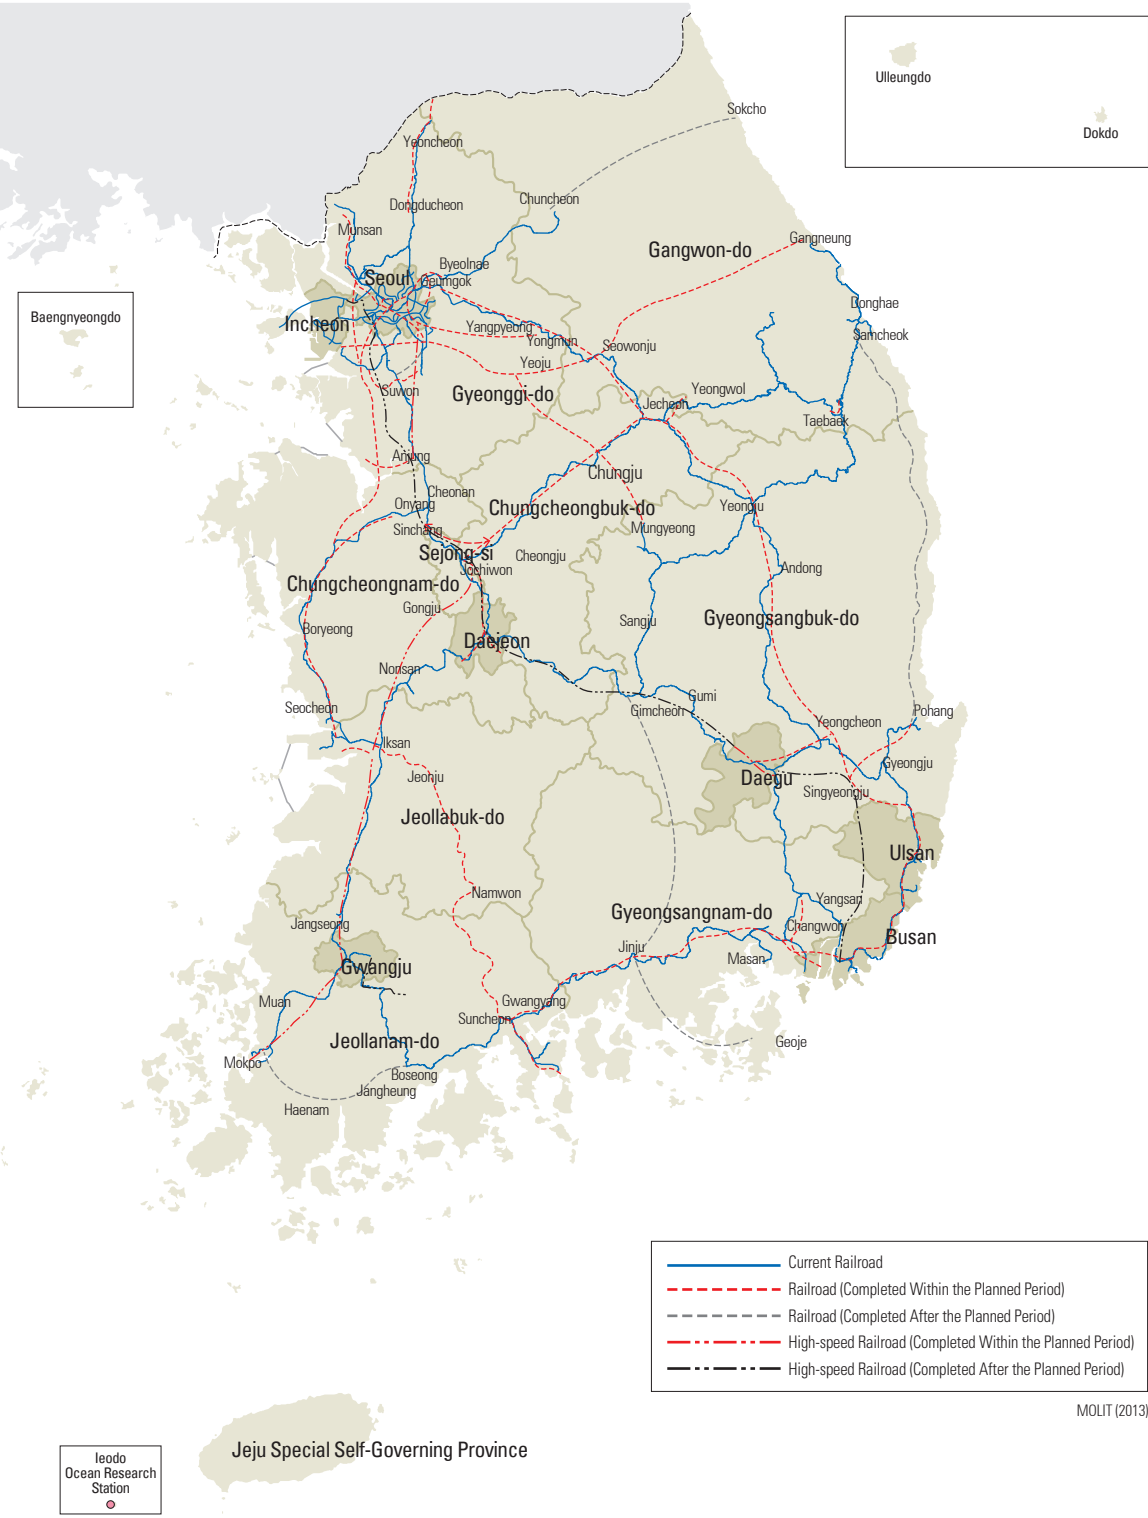 Ulleungdo
Dokdo
Sokcho
Yeoncheon
Chuncheon
Dongducheon
Munsan
Gangneung
Gangwon-do
Byeolnae
Seoul
Geumgok
Donghae
Baengnyeongdo
Incheon
Yangpyeong
Yongmun
Samcheok
Seowonju
Yeoju
Suwon
Gyeonggi-do
Yeongwol
Jecheon
Taebaek
Anjung
Chungju
Cheonan
Onyang
Chungcheongbuk-do
Yeongju
Sinchang
Mungyeong
Sejong-si
Cheongju
Jochiwon
Andong
Chungcheongnam-do
Gongju
Sangju
Gyeongsangbuk-do
Boryeong
Daejeon
Nonsan
Gumi
Seocheon
Gimcheon
Pohang
Yeongcheon
Iksan
Gyeongju
Jeonju
Daegu
Singyeongju
Jeollabuk-do
Ulsan
Namwon
Yangsan
Gyeongsangnam-do
Jangseong
Changwon
Busan
Jinju
Masan
Gwangju
Muan
Gwangyang
Suncheon
Jeollanam-do
Geoje
Mokpo
Boseong
Jangheung
Haenam
Current Railroad
Railroad (Completed Within the Planned Period)
Railroad (Completed After the Planned Period)
High-speed Railroad (Completed Within the Planned Period)
High-speed Railroad (Completed After the Planned Period)
MOLIT (2013)
Jeju Special Self-Governing Province
Ieodo
Ocean Research
Station